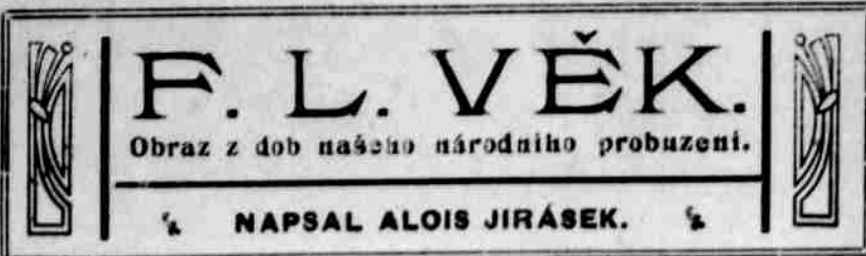 F. L. VĚK.
Obraz z dob našeho národního probuzení.
NAPSAL ALOIS JIRÁSEK.